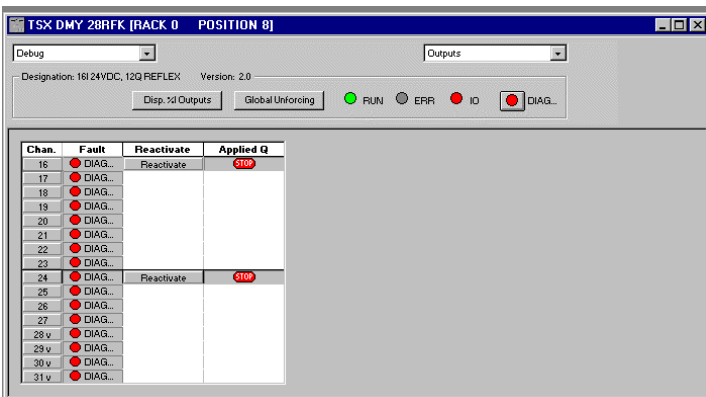 TSX DMY 28RFK [RACK 0 POSITION 8]
Debug Outputs
Designation: 16I 24VDC, 12Q REFLEX Version: 2.0
Disp. %I Outputs Global Unforcing RUN ERR IO DIAG...
Chan. Fault Reactivate Applied Q
16 DIAG... Reactivate STOP
17 DIAG...
18 DIAG...
19 DIAG...
20 DIAG...
21 DIAG...
22 DIAG...
23 DIAG...
24 DIAG... Reactivate STOP
25 DIAG...
26 DIAG...
27 DIAG...
28 v DIAG...
29 v DIAG...
30 v DIAG...
31 v DIAG...